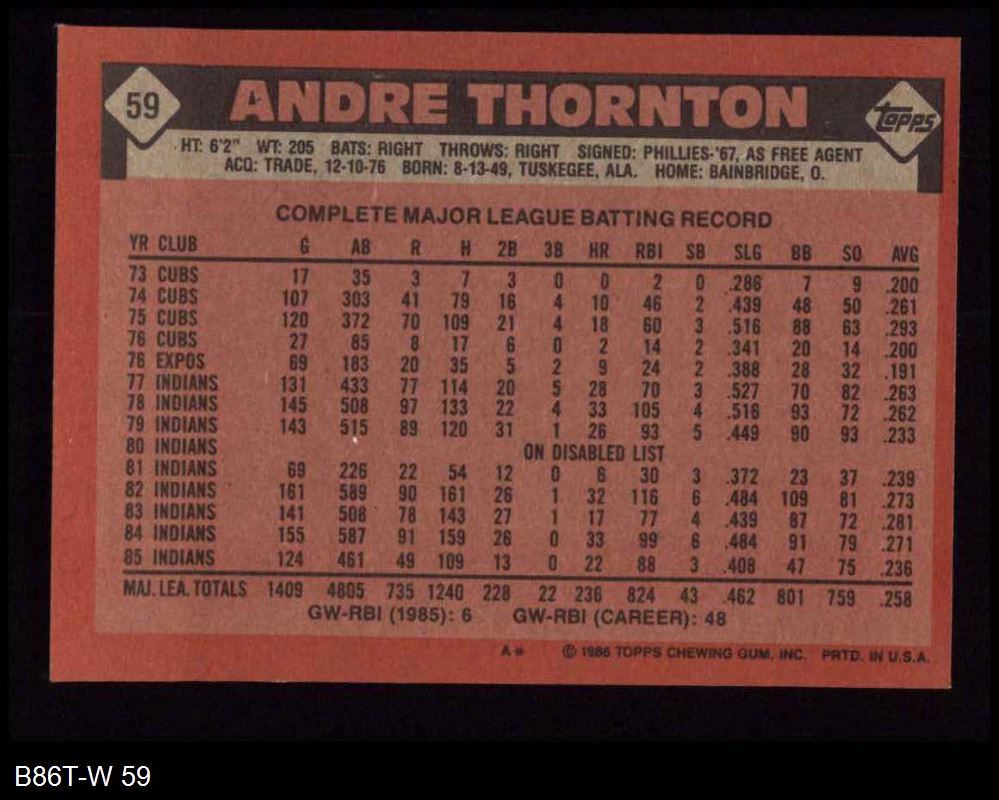 59 ANDRE THORNTON Topps
HT: 6'2" WT: 205 BATS: RIGHT THROWS: RIGHT SIGNED: PHILLIES-'67, AS FREE AGENT
ACQ: TRADE, 12-10-76 BORN: 8-13-49, TUSKEGEE, ALA. HOME: BAINBRIDGE, O.
COMPLETE MAJOR LEAGUE BATTING RECORD
YR CLUB G AB R H 2B 3B HR RBI SB SLG BB SO AVG
73 CUBS 17 35 3 7 3 0 0 2 0 .286 7 9 .200
74 CUBS 107 303 41 79 16 4 10 46 2 .439 48 50 .261
75 CUBS 120 372 70 109 21 4 18 60 3 .516 88 63 .293
76 CUBS 27 85 8 17 6 0 2 14 2 .341 20 14 .200
76 EXPOS 69 183 20 35 5 2 9 24 2 .388 28 32 .191
77 INDIANS 131 433 77 114 20 5 28 70 3 .527 70 82 .263
78 INDIANS 145 508 97 133 22 4 33 105 4 .516 93 72 .262
79 INDIANS 143 515 89 120 31 1 26 93 5 .449 90 93 .233
80 INDIANS ON DISABLED LIST
81 INDIANS 69 226 22 54 12 0 6 30 3 .372 23 37 .239
82 INDIANS 161 589 90 161 26 1 32 116 6 .484 109 81 .273
83 INDIANS 141 508 78 143 27 1 17 77 4 .439 87 72 .281
84 INDIANS 155 587 91 159 26 0 33 99 6 .484 91 79 .271
85 INDIANS 124 461 49 109 13 0 22 88 3 .408 47 75 .236
MAJ. LEA. TOTALS 1409 4805 735 1240 228 22 236 824 43 .462 801 759 .258
GW-RBI (1985): 6 GW-RBI (CAREER): 48
A* © 1986 TOPPS CHEWING GUM, INC. PRTD. IN U.S.A.
B86T-W 59